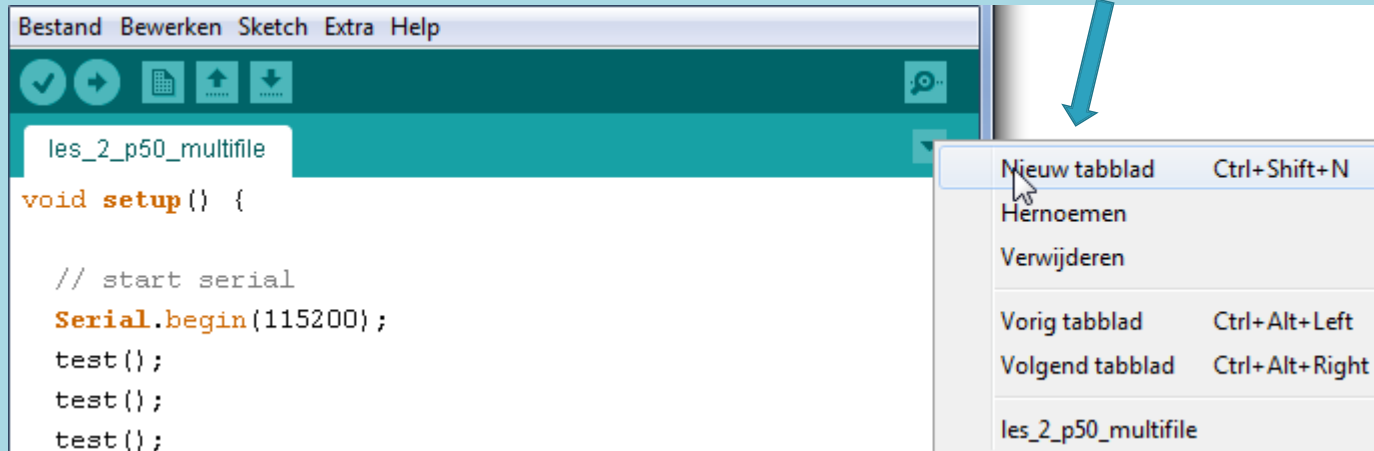 Bestand Bewerken Sketch Extra Help
les_2_p50_multifile
void setup() {
// start serial
Serial.begin(115200);
test();
test();
test();
Nieuw tabblad Ctrl+Shift+N
Hernoemen
Verwijderen
Vorig tabblad Ctrl+Alt+Left
Volgend tabblad Ctrl+Alt+Right
les_2_p50_multifile